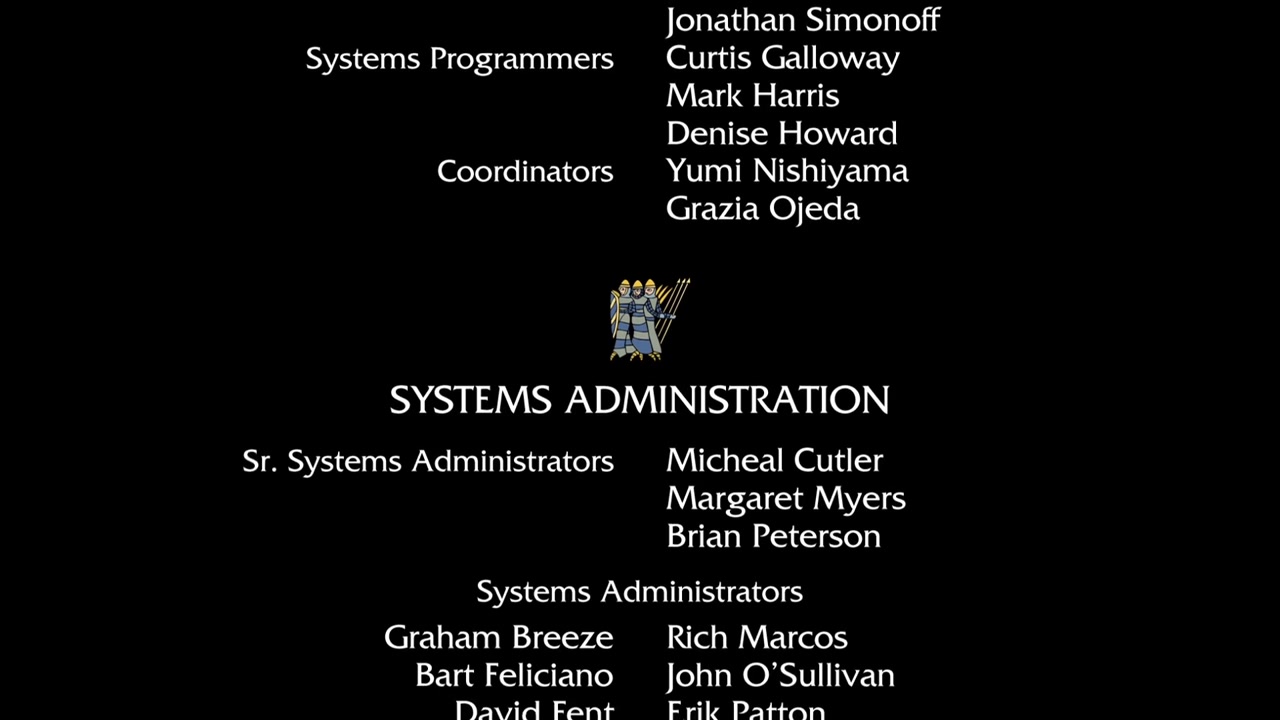 Jonathan Simonoff
Systems Programmers Curtis Galloway
Mark Harris
Denise Howard
Coordinators Yumi Nishiyama
Grazia Ojeda
SYSTEMS ADMINISTRATION
Sr. Systems Administrators Micheal Cutler
Margaret Myers
Brian Peterson
Systems Administrators
Graham Breeze Rich Marcos
Bart Feliciano John O’Sullivan
David Fent Erik Patton